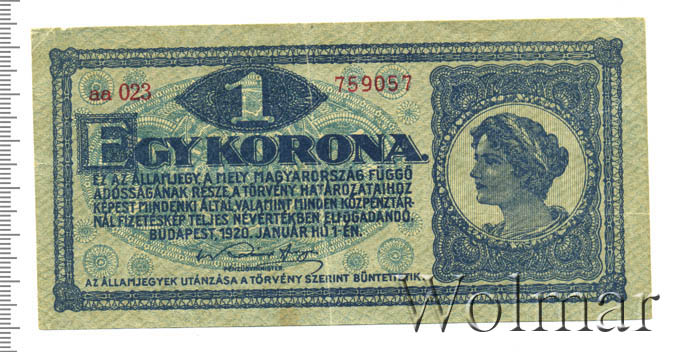 aa 023
1
759057
EGY KORONA.
EZ AZ ÁLLAMJEGY, A MELY MAGYARORSZÁG FÜGGŐ
ADÓSSÁGÁNAK RÉSZE, A TÖRVÉNY HATÁROZATAIHOZ
KÉPEST MINDENKI ÁLTAL VALAMINT MINDEN KÖZPÉNZTÁR-
NÁL FIZETÉSKÉP TELJES NÉVÉRTÉKBEN ELFOGADANDÓ.
BUDAPEST, 1920. JANUÁR HÓ 1-ÉN.
PÉNZÜGYMINISTER
AZ ÁLLAMJEGYEK UTÁNZÁSA A TÖRVÉNY SZERINT BÜNTETTETIK.
Wolmar